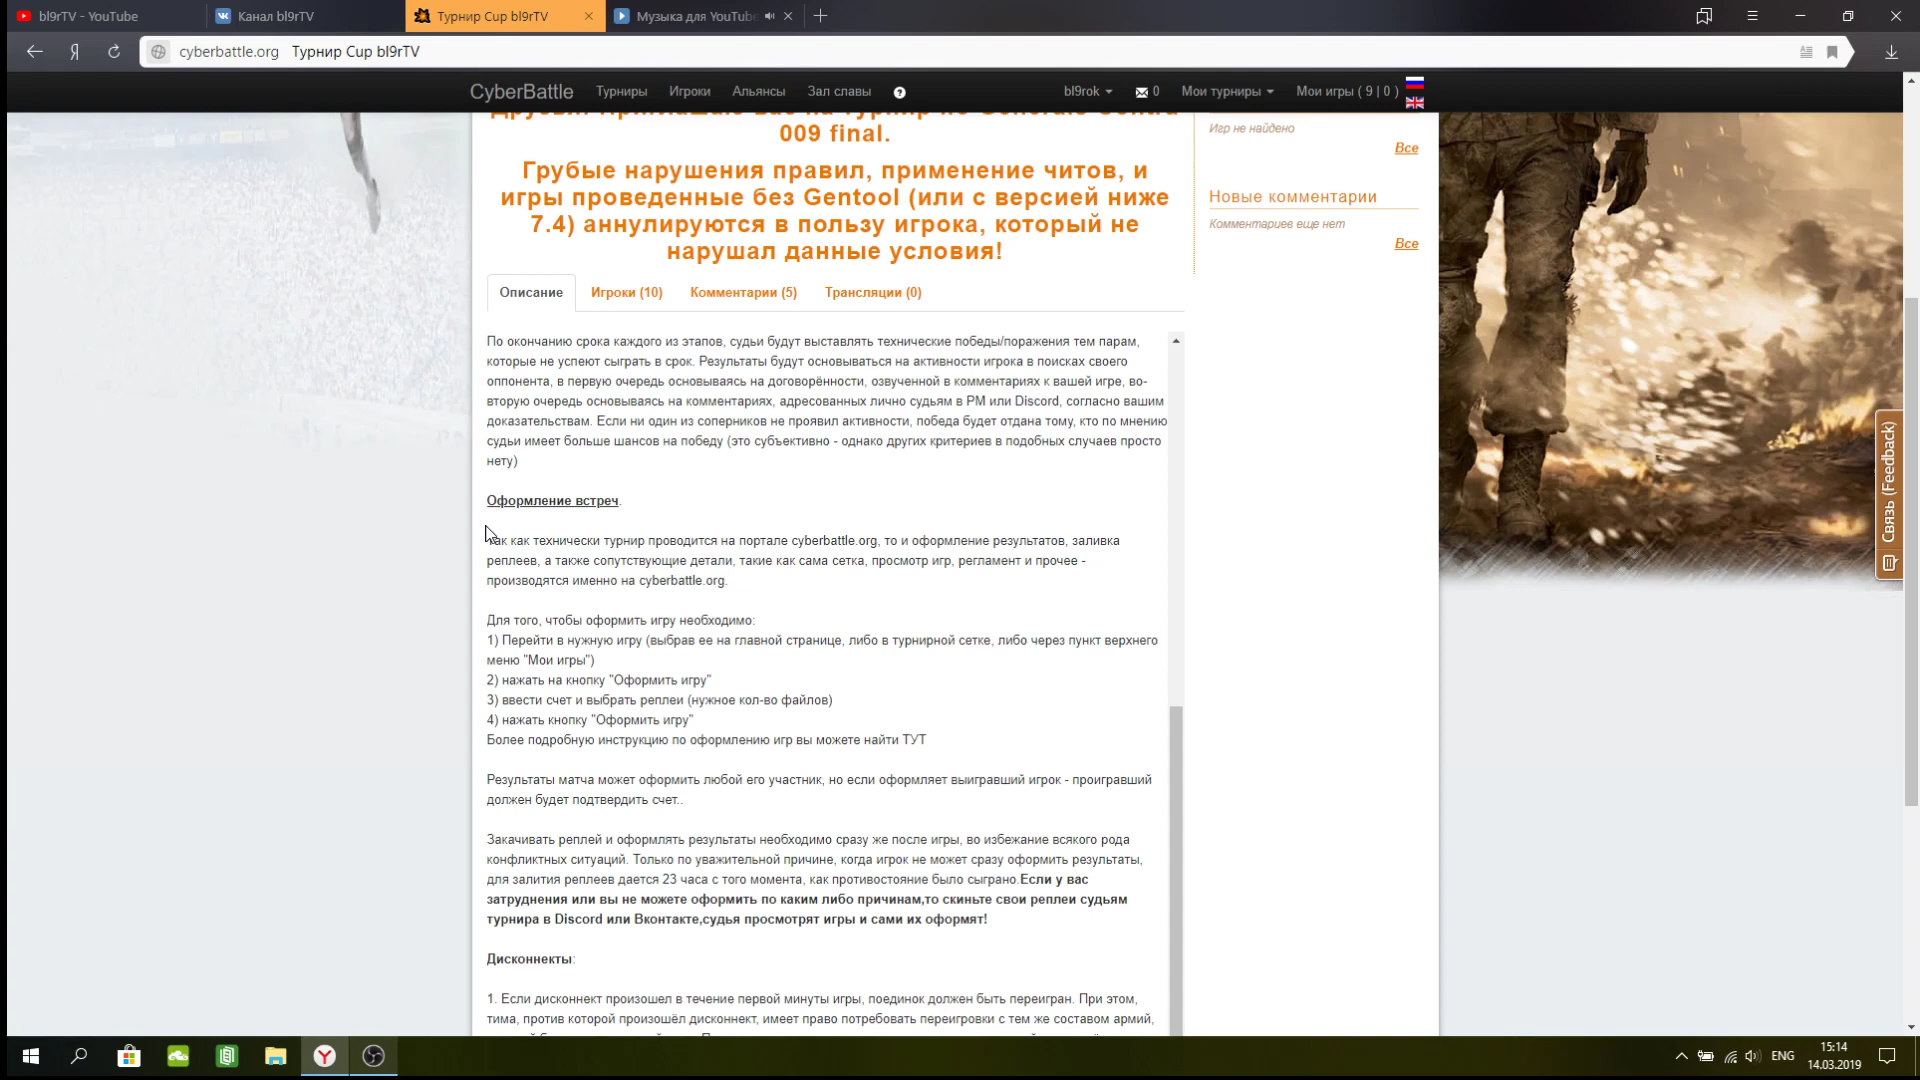 bl9rTV - YouTube
Канал bl9rTV
Турнир Cup bl9rTV
Музыка для YouTub
cyberbattle.org Турнир Cup bl9rTV
CyberBattle Турниры Игроки Альянсы Зал славы
bl9rok 0 Мои турниры Мои игры ( 9 | 0 )
009 final.
Грубые нарушения правил, применение читов, и
игры проведенные без Gentool (или с версией ниже
7.4) аннулируются в пользу игрока, который не
нарушал данные условия!
Игр не найдено
Все
Новые комментарии
Комментариев еще нет
Все
Описание Игроки (10) Комментарии (5) Трансляции (0)
По окончанию срока каждого из этапов, судьи будут выставлять технические победы/поражения тем парам,
которые не успеют сыграть в срок. Результаты будут основываться на активности игрока в поисках своего
оппонента, в первую очередь основываясь на договорённости, озвученной в комментариях к вашей игре, во-
вторую очередь основываясь на комментариях, адресованных лично судьям в PM или Discord, согласно вашим
доказательствам. Если ни один из соперников не проявил активности, победа будет отдана тому, кто по мнению
судьи имеет больше шансов на победу (это субъективно - однако других критериев в подобных случаев просто
нету)
Оформление встреч.
Так как технически турнир проводится на портале cyberbattle.org, то и оформление результатов, заливка
реплеев, а также сопутствующие детали, такие как сама сетка, просмотр игр, регламент и прочее -
производятся именно на cyberbattle.org.
Для того, чтобы оформить игру необходимо:
1) Перейти в нужную игру (выбрав ее на главной странице, либо в турнирной сетке, либо через пункт верхнего
меню "Мои игры")
2) нажать на кнопку "Оформить игру"
3) ввести счет и выбрать реплеи (нужное кол-во файлов)
4) нажать кнопку "Оформить игру"
Более подробную инструкцию по оформлению игр вы можете найти ТУТ
Результаты матча может оформить любой его участник, но если оформляет выигравший игрок - проигравший
должен будет подтвердить счет..
Закачивать реплей и оформлять результаты необходимо сразу же после игры, во избежание всякого рода
конфликтных ситуаций. Только по уважительной причине, когда игрок не может сразу оформить результаты,
для залития реплеев дается 23 часа с того момента, как противостояние было сыграно.Если у вас
затруднения или вы не можете оформить по каким либо причинам,то скиньте свои реплеи судьям
турнира в Discord или Вконтакте,судья просмотрят игры и сами их оформят!
Дисконнекты:
1. Если дисконнект произошел в течение первой минуты игры, поединок должен быть переигран. При этом,
тима, против которой произошёл дисконнект, имеет право потребовать переигровки с тем же составом армий,
Связь (Feedback)
ENG
15:14
14.03.2019